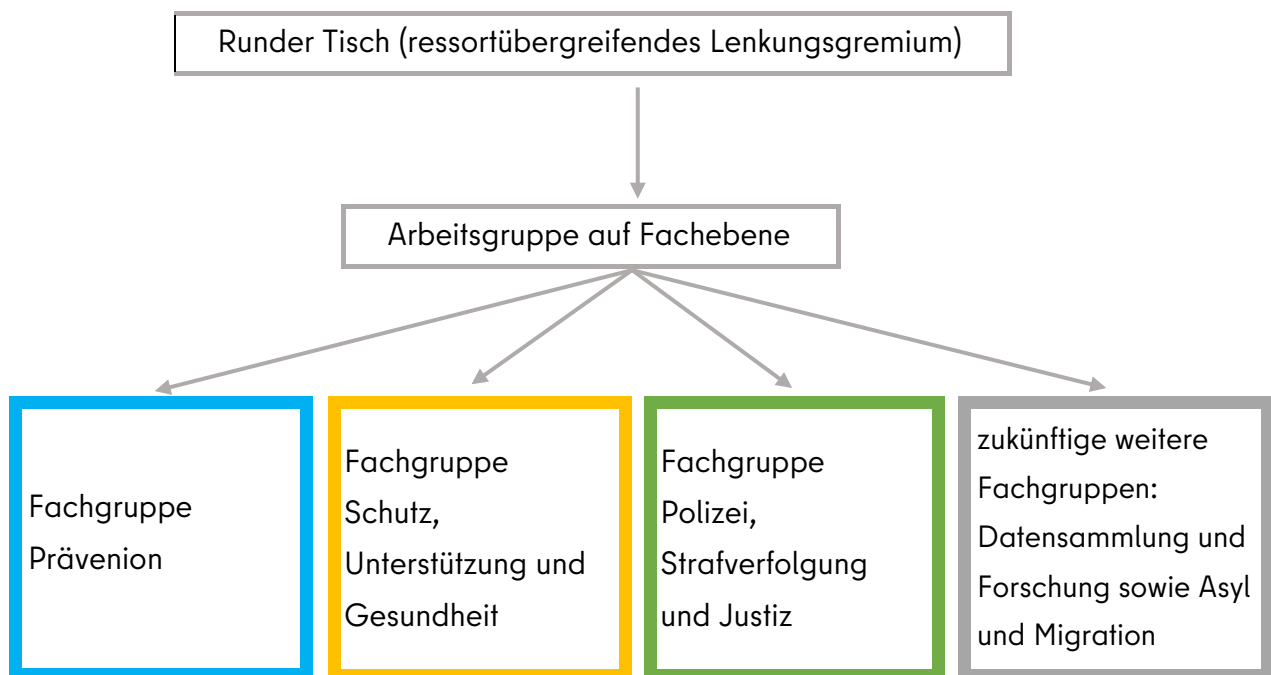 Runder Tisch (ressortübergreifendes Lenkungsgremium)
Arbeitsgruppe auf Fachebene
Fachgruppe
Prävenion
Fachgruppe
Schutz,
Unterstützung und
Gesundheit
Fachgruppe
Polizei,
Strafverfolgung
und Justiz
zukünftige weitere
Fachgruppen:
Datensammlung und
Forschung sowie Asyl
und Migration